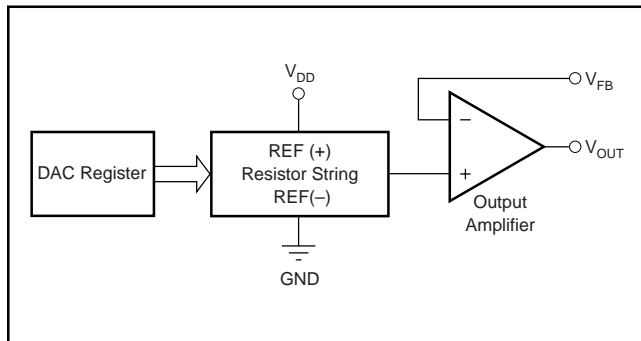 V_DD
V_FB
DAC Register
REF (+)
Resistor String
REF(–)
–
+
V_OUT
Output
Amplifier
GND